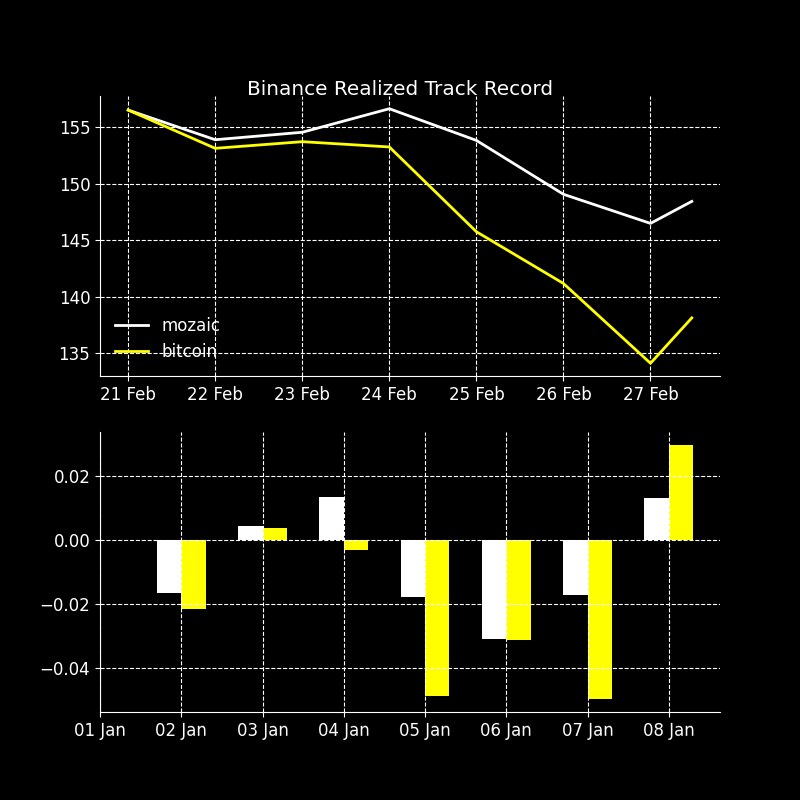 Binance Realized Track Record
155
150
145
140
135
mozaic
bitcoin
21 Feb 22 Feb 23 Feb 24 Feb 25 Feb 26 Feb 27 Feb
0.02
0.00
−0.02
−0.04
01 Jan 02 Jan 03 Jan 04 Jan 05 Jan 06 Jan 07 Jan 08 Jan